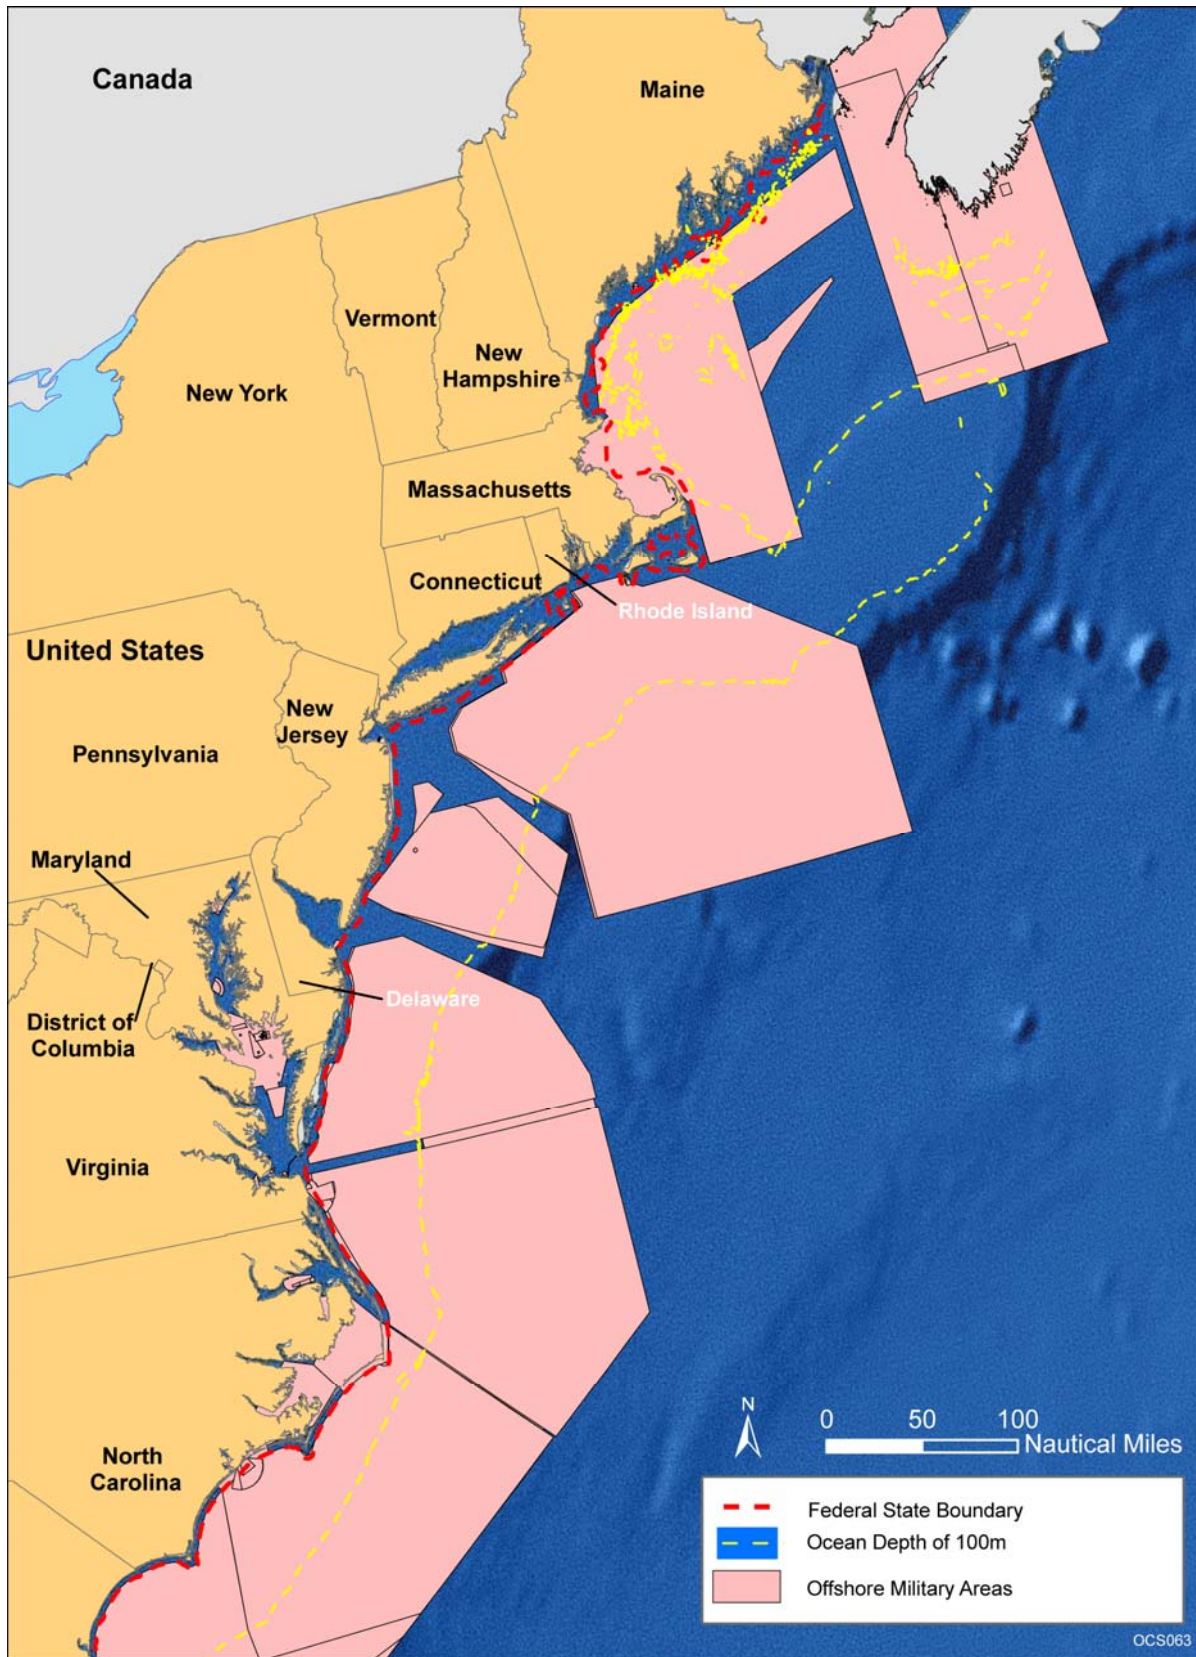 Canada
Maine
Vermont
New
Hampshire
New York
Massachusetts
Connecticut
Rhode Island
United States
New
Jersey
Pennsylvania
Maryland
Delaware
District of
Columbia
Virginia
North
Carolina
N
0 50 100
Nautical Miles
Federal State Boundary
Ocean Depth of 100m
Offshore Military Areas
OCS063